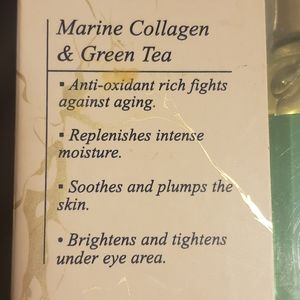 Marine Collagen
& Green Tea
▪ Anti-oxidant rich fights
against aging.
▪ Replenishes intense
moisture.
▪ Soothes and plumps the
skin.
• Brightens and tightens
under eye area.